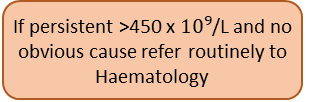 If persistent >450 x 10⁹/L and no
obvious cause refer routinely to
Haematology